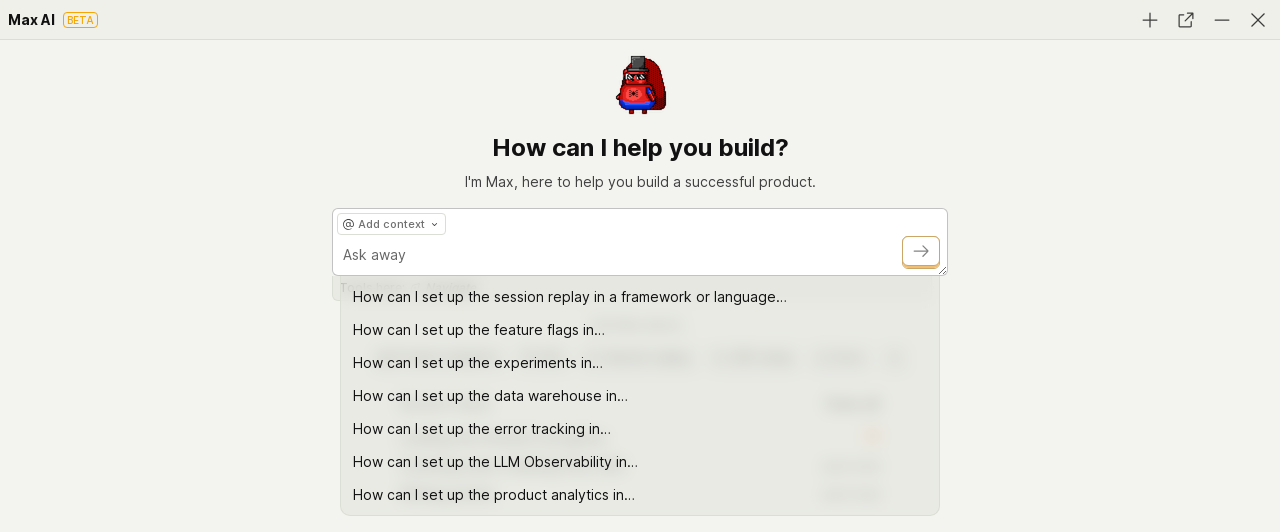 Max AI BETA
How can I help you build?
I'm Max, here to help you build a successful product.
@ Add context
Ask away
How can I set up the session replay in a framework or language…
How can I set up the feature flags in…
How can I set up the experiments in…
How can I set up the data warehouse in…
How can I set up the error tracking in…
How can I set up the LLM Observability in…
How can I set up the product analytics in…